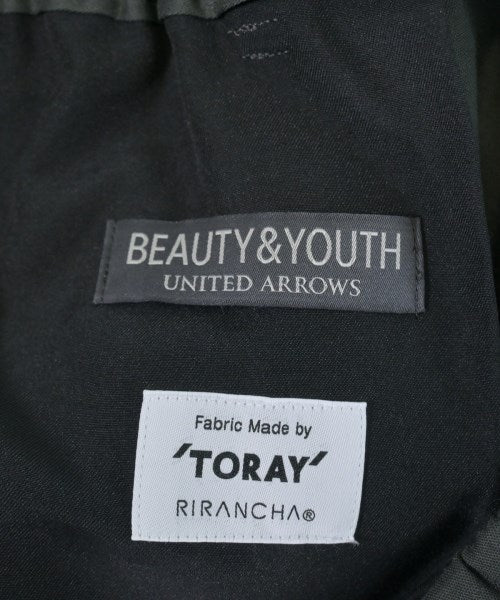 BEAUTY&YOUTH
UNITED ARROWS
Fabric Made by
'TORAY'
RIRANCHA®